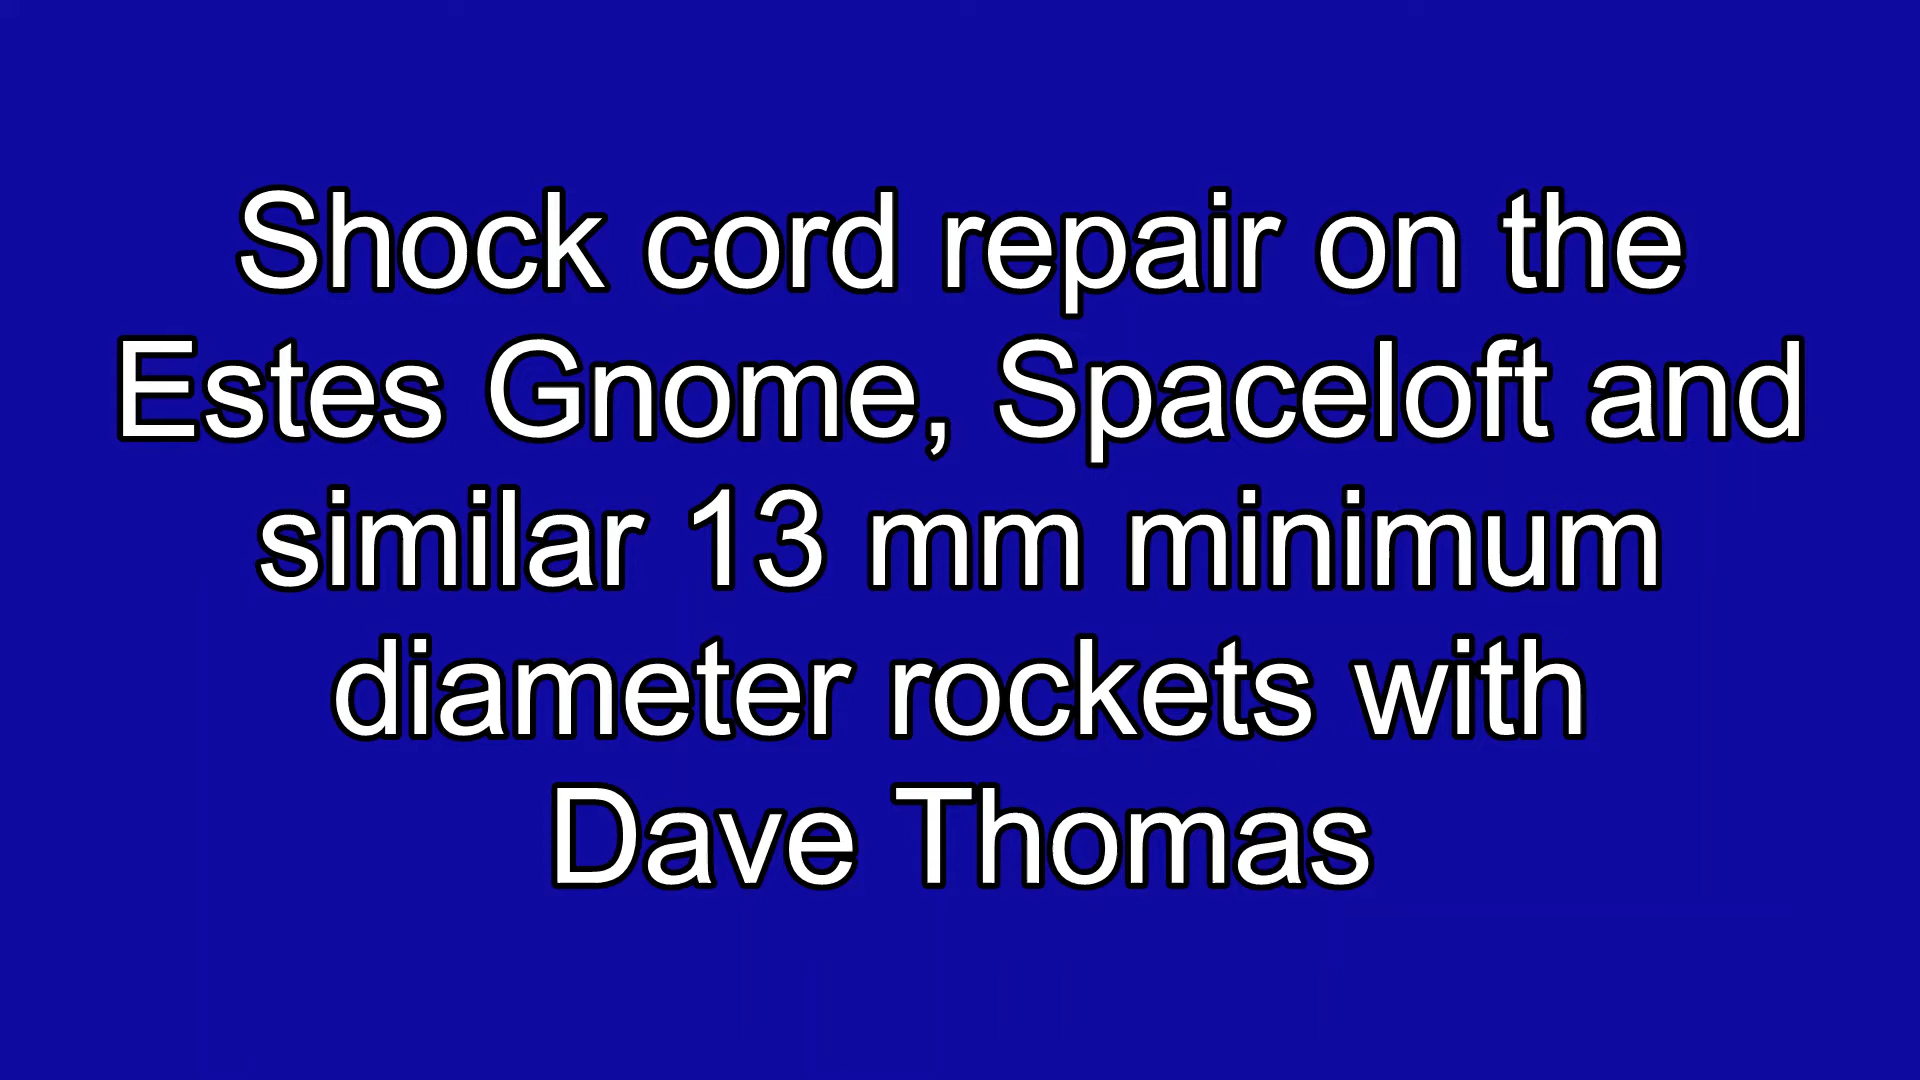 Shock cord repair on the
Estes Gnome, Spaceloft and
similar 13 mm minimum
diameter rockets with
Dave Thomas